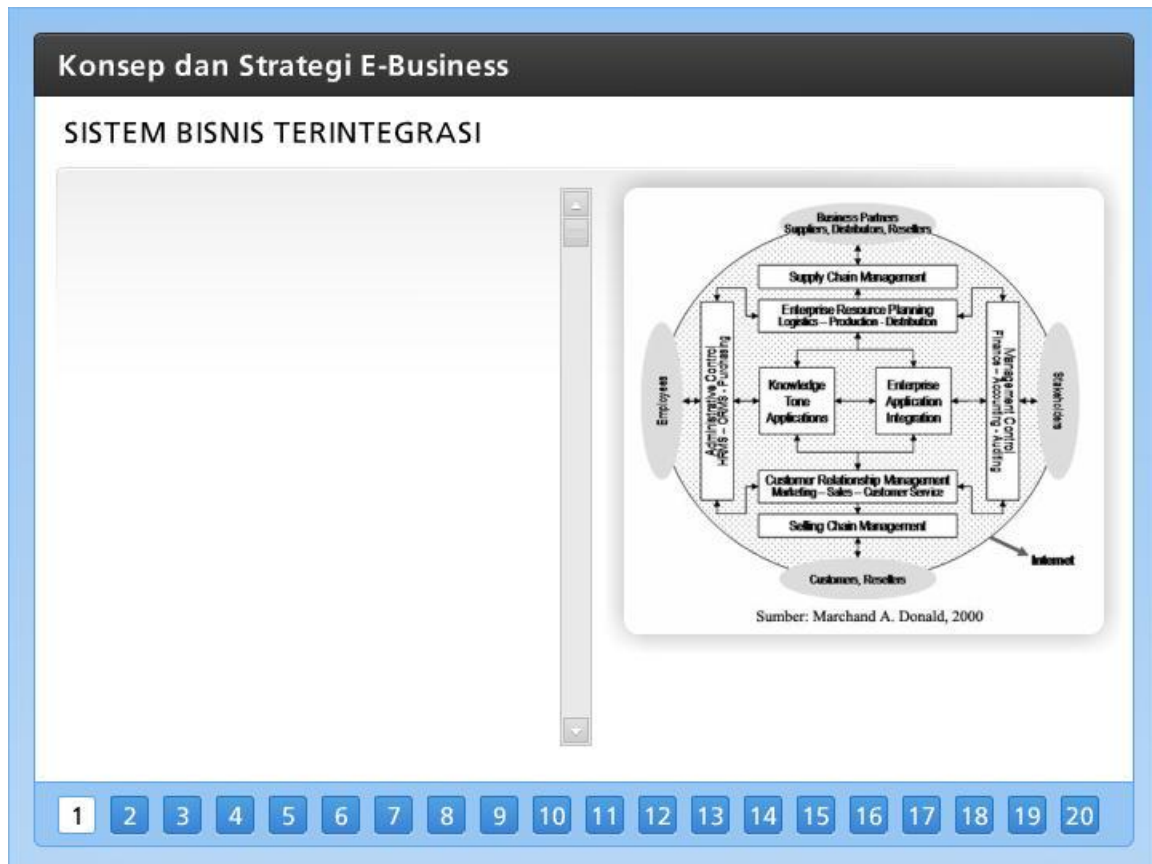 Konsep dan Strategi E-Business
SISTEM BISNIS TERINTEGRASI
Business Partners
Suppliers, Distributors, Resellers
Supply Chain Management
Enterprise Resource Planning
Logistics – Production - Distribution
Employees
Administrative Control
HRMS – ORMS - Purchasing
Knowledge
Tone
Applications
Enterprise
Application
Integration
Management Control
Finance – Accounting - Auditing
Stakeholders
Customer Relationship Management
Marketing – Sales – Customer Service
Selling Chain Management
Internet
Customers, Resellers
Sumber: Marchand A. Donald, 2000
1 2 3 4 5 6 7 8 9 10 11 12 13 14 15 16 17 18 19 20